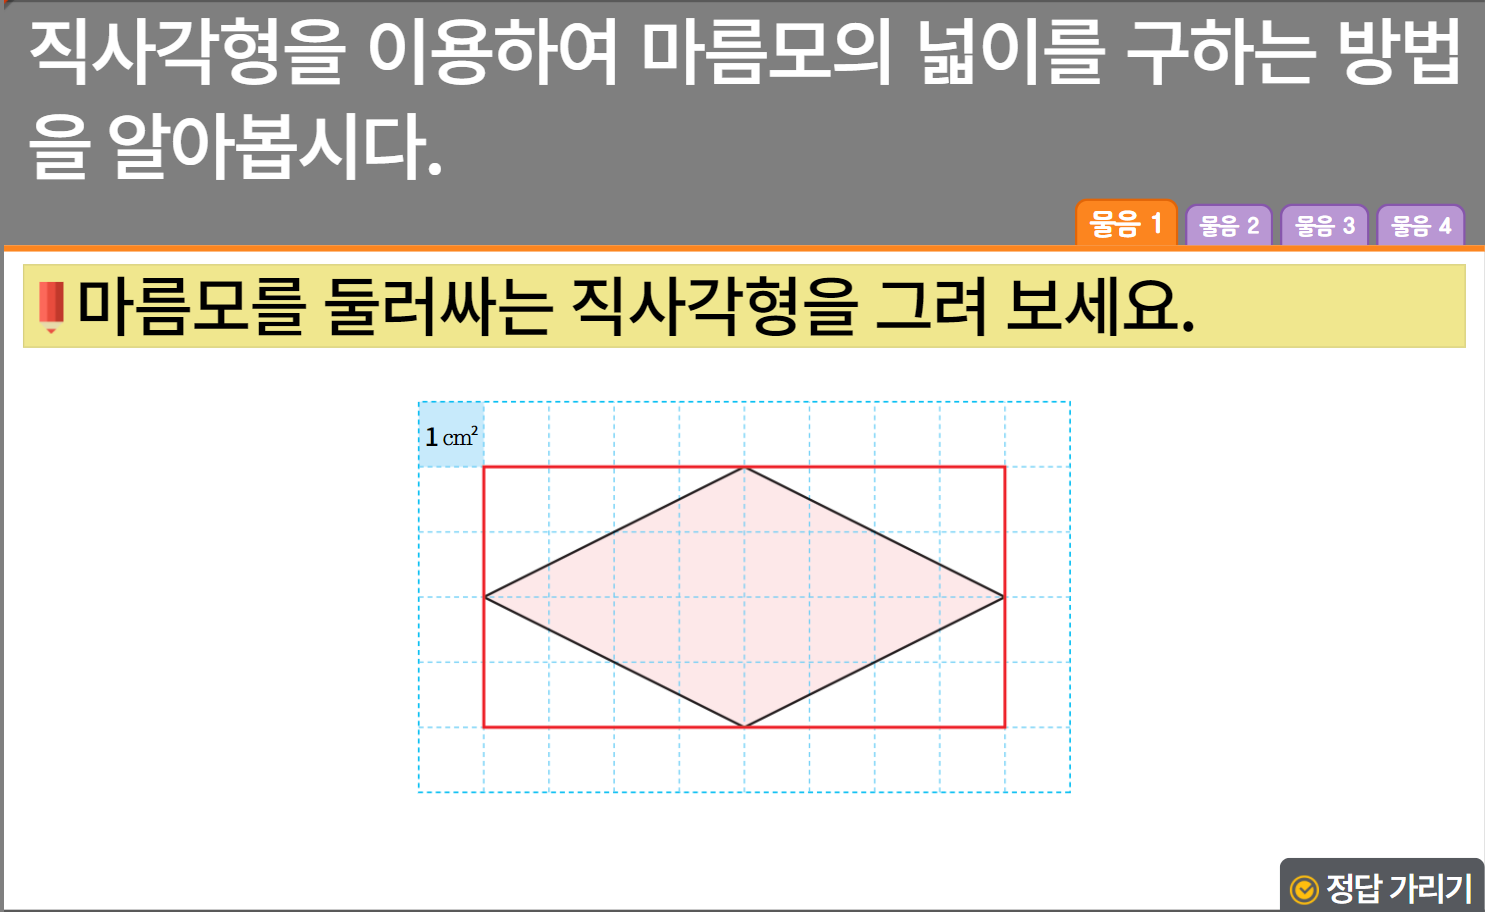 직사각형을 이용하여 마름모의 넓이를 구하는 방법
을 알아봅시다.
물음 1 물음 2 물음 3 물음 4
마름모를 둘러싸는 직사각형을 그려 보세요.
1 cm²
정답 가리기